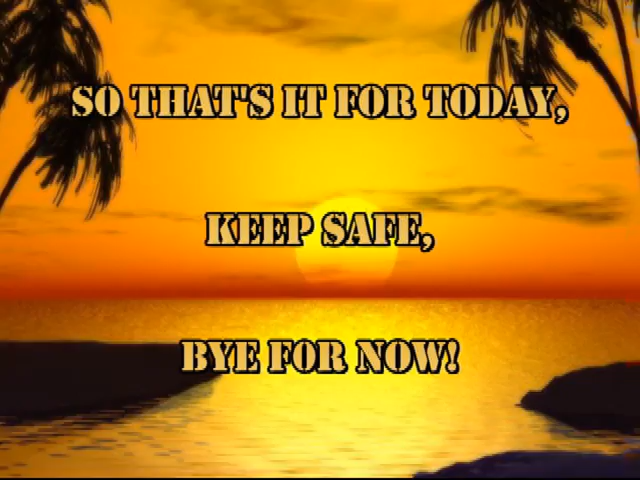 SO THAT'S IT FOR TODAY,
KEEP SAFE,
BYE FOR NOW!